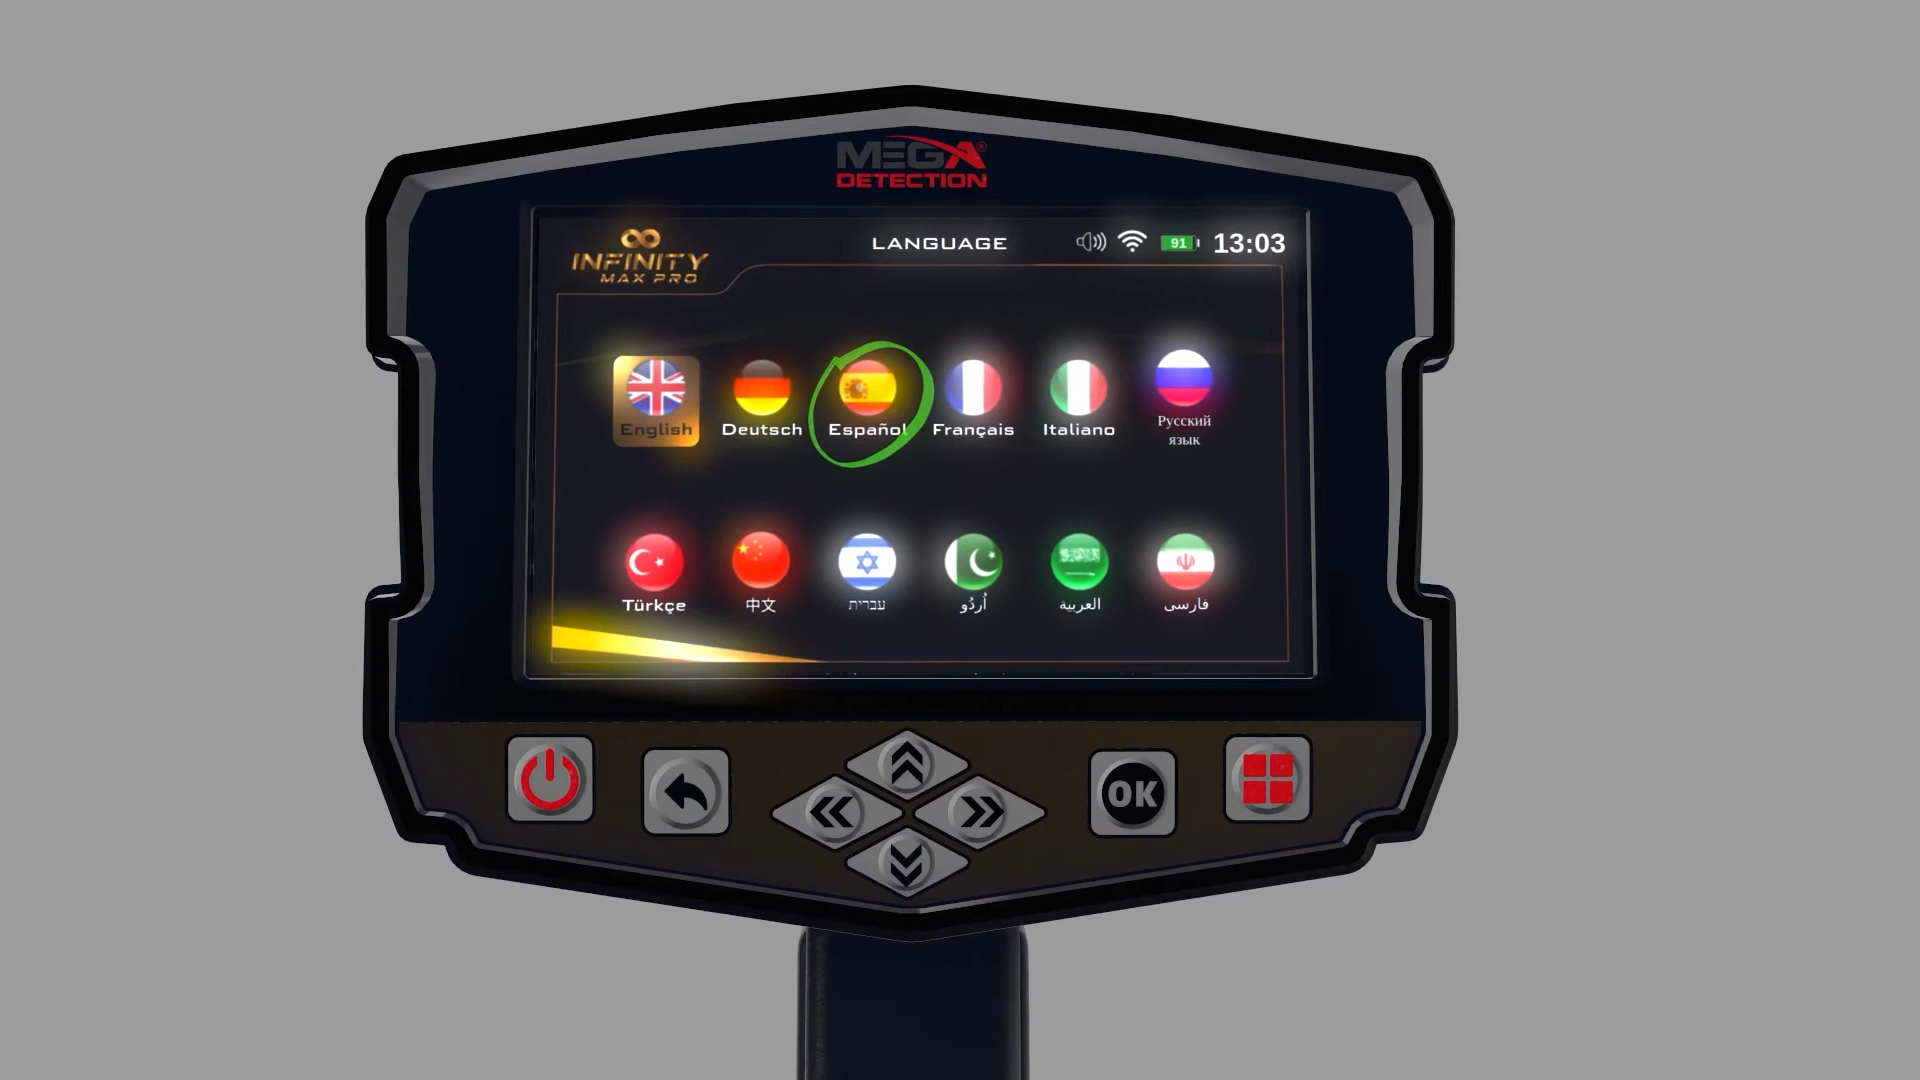 MEGA®
DETECTION
INFINITY
MAX PRO
LANGUAGE
91
13:03
English
Deutsch
Español
Français
Italiano
Русский
язык
Türkçe
中文
עברית
اُردُو
العربية
فارسی
OK